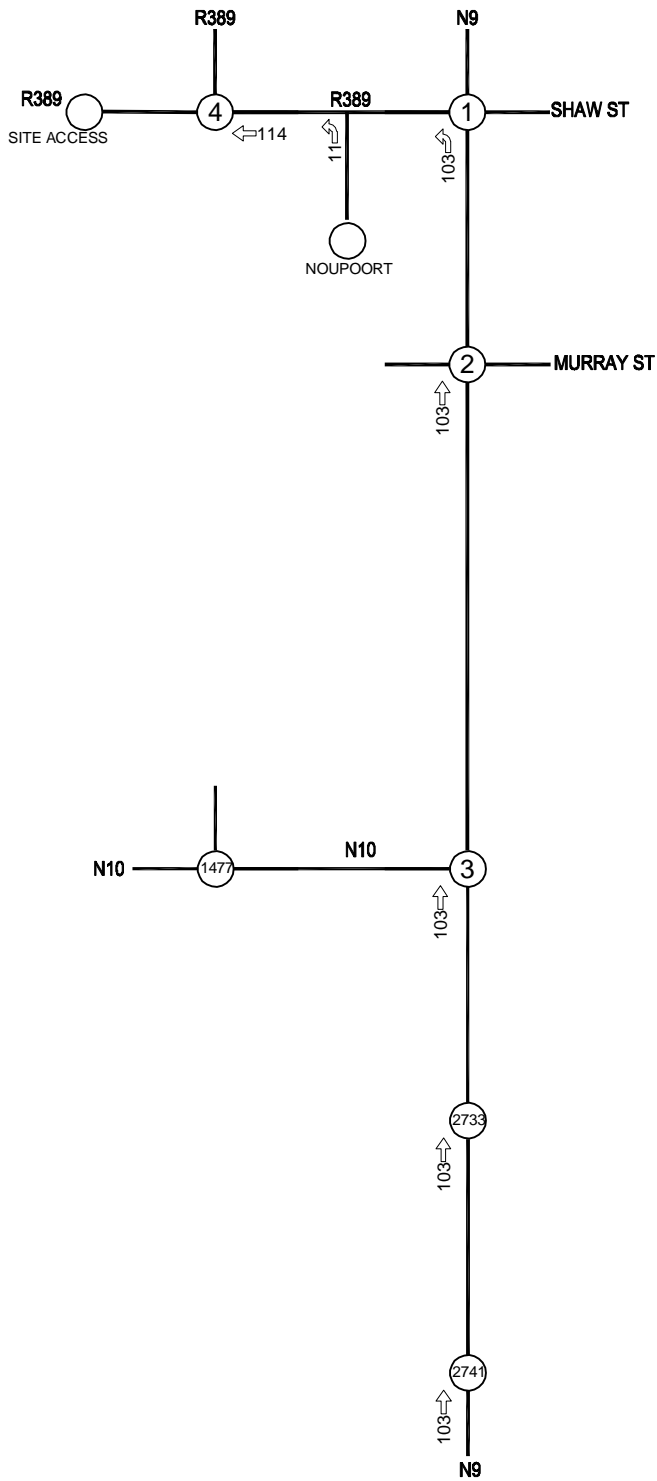 R389
N9
R389
4
R389
1
SHAW ST
SITE ACCESS
114
11
103
NOUPOORT
2
MURRAY ST
103
N10
1477
N10
3
103
2733
103
2741
103
N9